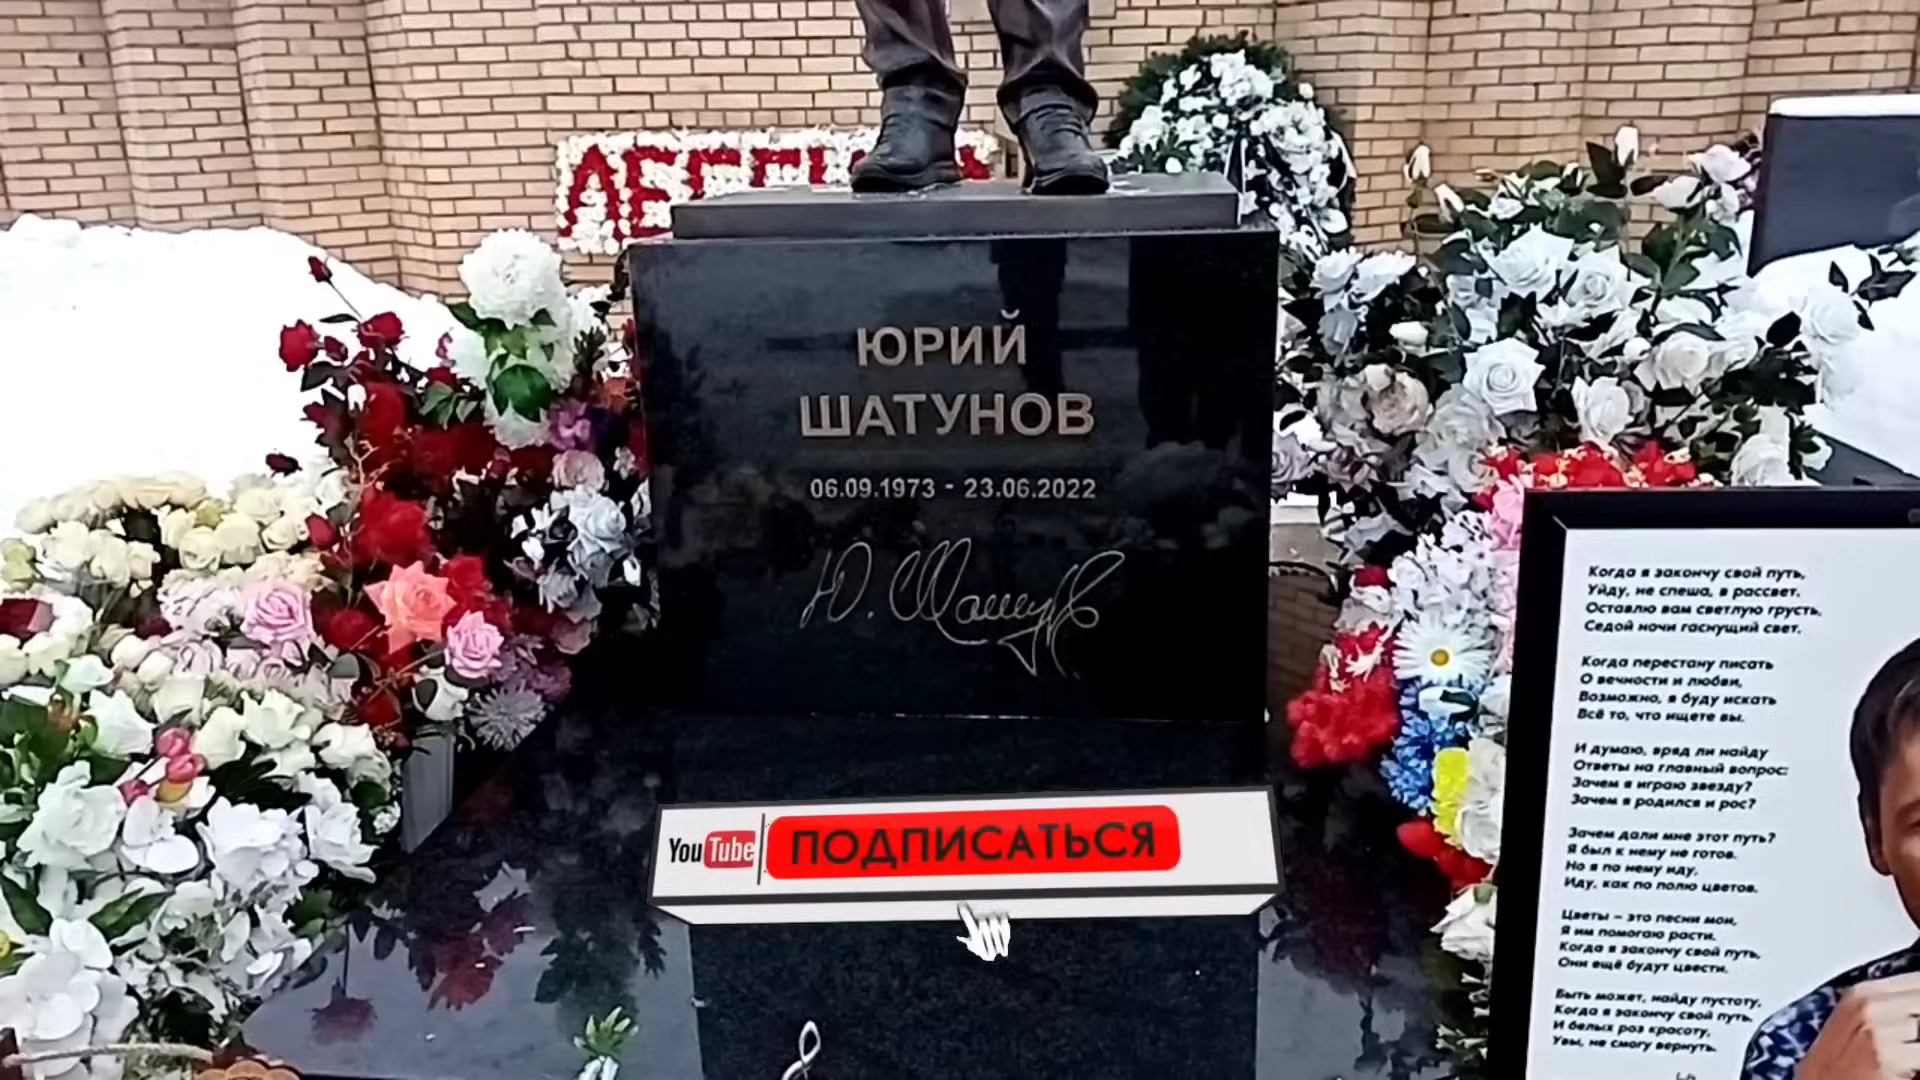 ЛЕГЕНДА
ЮРИЙ
ШАТУНОВ
06.09.1973 - 23.06.2022
Ю. Шатунов
YouTube ПОДПИСАТЬСЯ
Когда я закончу свой путь,
Уйду, не спеша, в рассвет.
Оставлю вам светлую грусть,
Седой ночи гаснущий свет.
Когда перестану писать
О вечности и любви,
Возможно, я буду искать
Всё то, что ищете вы.
И думаю, вряд ли найду
Ответы на главный вопрос:
Зачем я играю звезду?
Зачем я родился и рос?
Зачем дали мне этот путь?
Я был к нему не готов.
Но я по нему иду,
Иду, как по полю цветов.
Цветы – это песни мои,
Я им помогаю расти.
Когда я закончу свой путь,
Они ещё будут цвести.
Быть может, найду пустоту,
Когда я закончу свой путь,
И белых роз красоту,
Увы, не смогу вернуть.